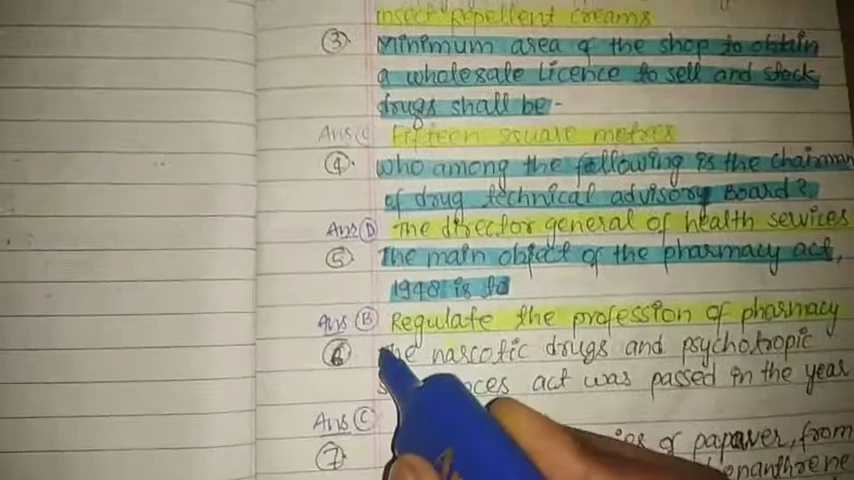 insect repellent creams
③. Minimum area of the shop to obtain
a wholesale licence to sell and stock
drugs shall be -
Ans C Fifteen square metres
④. who among the following is the chairman
of drug technical advisory Board?
Ans D The director general of health services
⑤ The main object of the pharmacy act,
1948 is to
Ans B Regulate the profession of pharmacy
⑥ The narcotic drugs and psychotropic
act was passed in the year
Ans C
⑦ of papaver, from